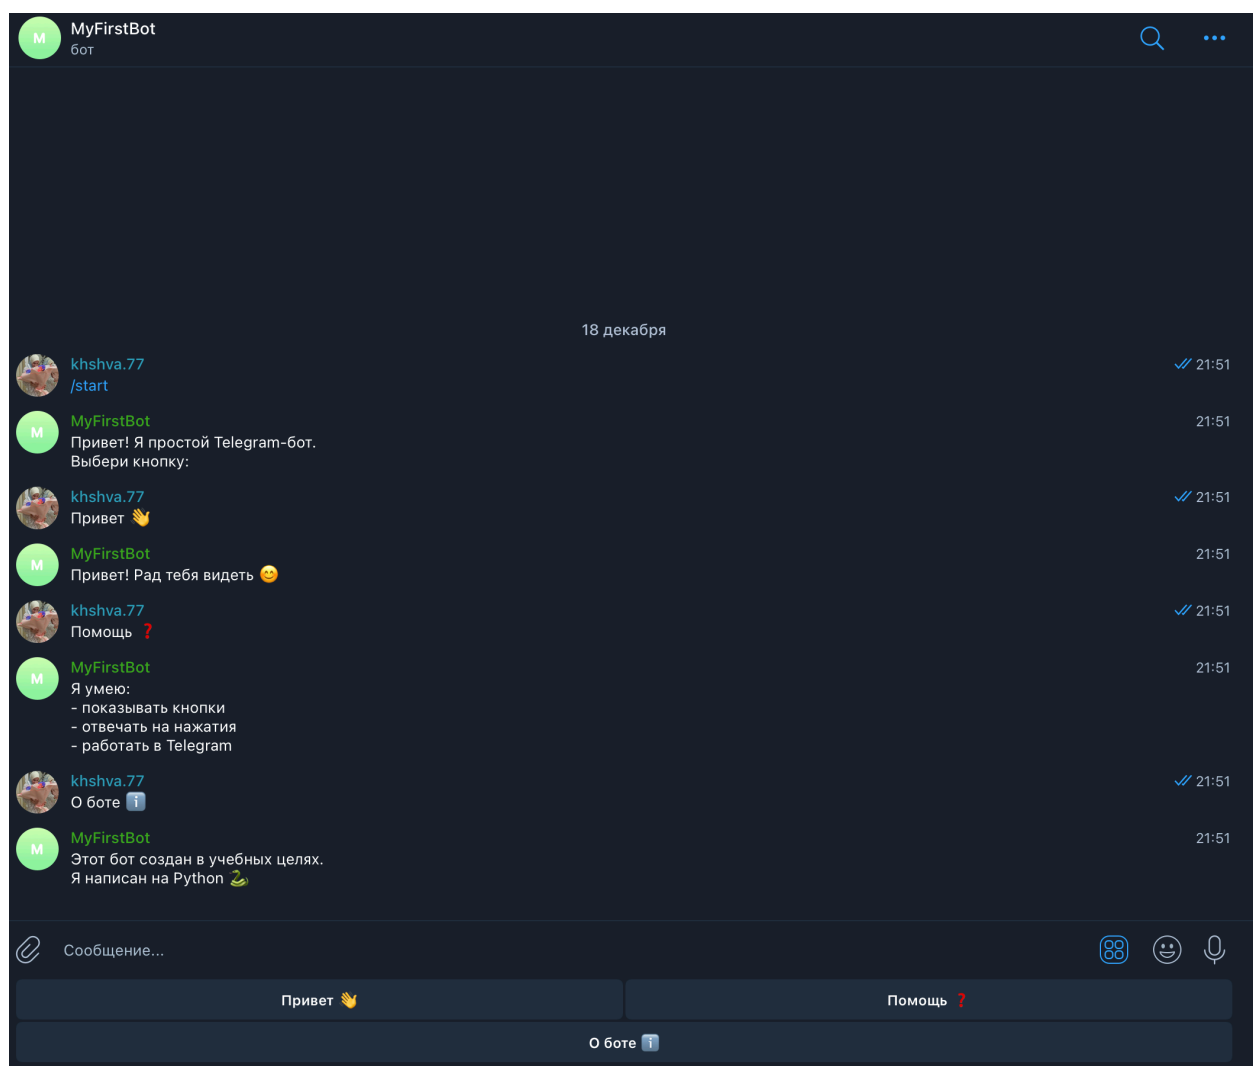 M
MyFirstBot
бот
18 декабря
khshva.77
21:51
/start
M
MyFirstBot
21:51
Привет! Я простой Telegram-бот.
Выбери кнопку:
khshva.77
21:51
Привет 👋
M
MyFirstBot
21:51
Привет! Рад тебя видеть 😊
khshva.77
21:51
Помощь ❓
M
MyFirstBot
21:51
Я умею:
- показывать кнопки
- отвечать на нажатия
- работать в Telegram
khshva.77
21:51
О боте ℹ️
M
MyFirstBot
21:51
Этот бот создан в учебных целях.
Я написан на Python 🐍
Сообщение...
Привет 👋
Помощь ❓
О боте ℹ️